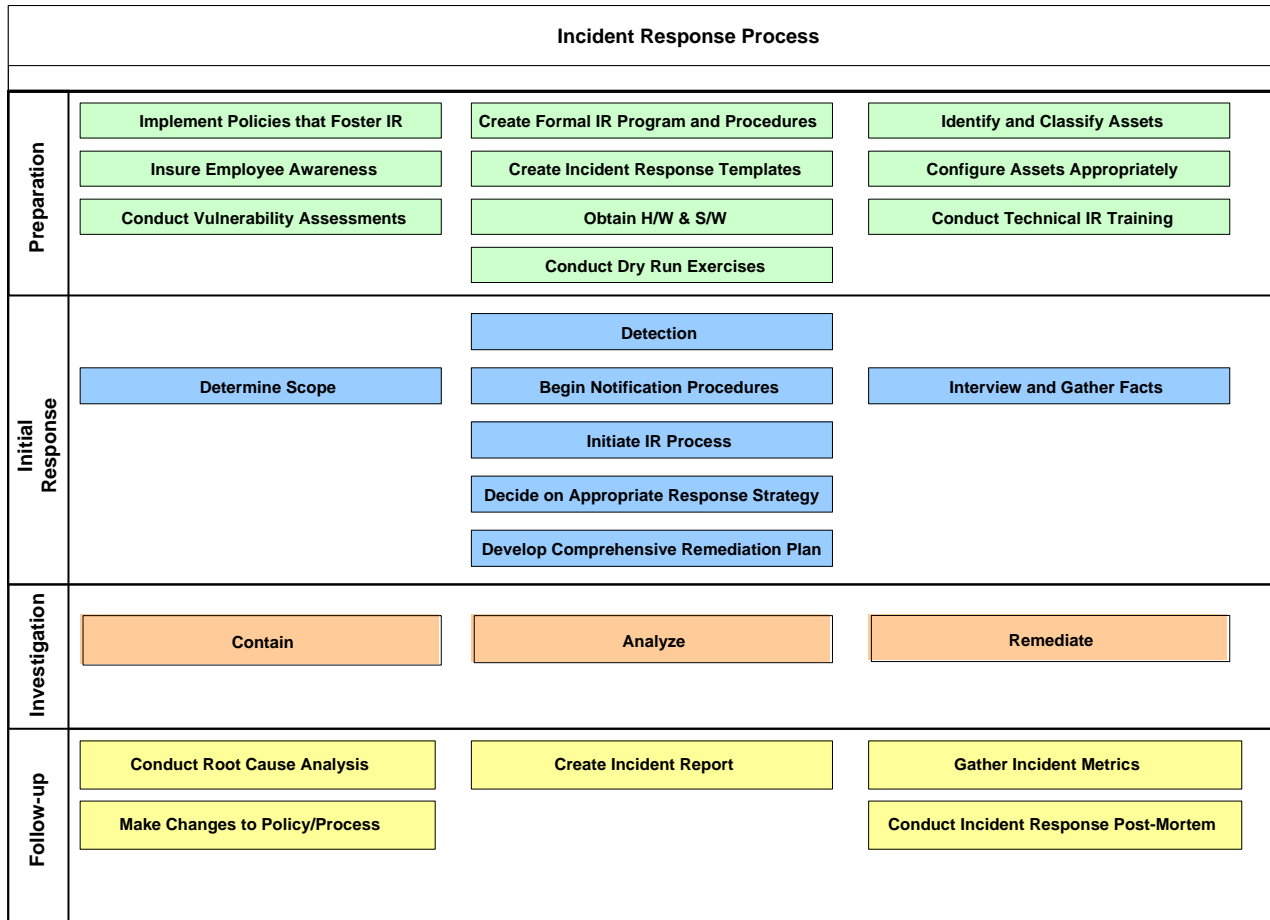 Incident Response Process
Preparation
Implement Policies that Foster IR
Create Formal IR Program and Procedures
Identify and Classify Assets
Insure Employee Awareness
Create Incident Response Templates
Configure Assets Appropriately
Conduct Vulnerability Assessments
Obtain H/W & S/W
Conduct Technical IR Training
Conduct Dry Run Exercises
Initial
Response
Detection
Determine Scope
Begin Notification Procedures
Interview and Gather Facts
Initiate IR Process
Decide on Appropriate Response Strategy
Develop Comprehensive Remediation Plan
Investigation
Contain
Analyze
Remediate
Follow-up
Conduct Root Cause Analysis
Create Incident Report
Gather Incident Metrics
Make Changes to Policy/Process
Conduct Incident Response Post-Mortem